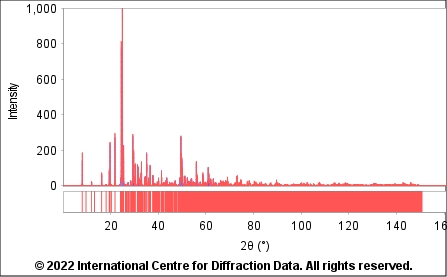 1,000
800
600
400
200
0
Intensity
20 40 60 80 100 120 140 16
2θ (°)
© 2022 International Centre for Diffraction Data. All rights reserved.